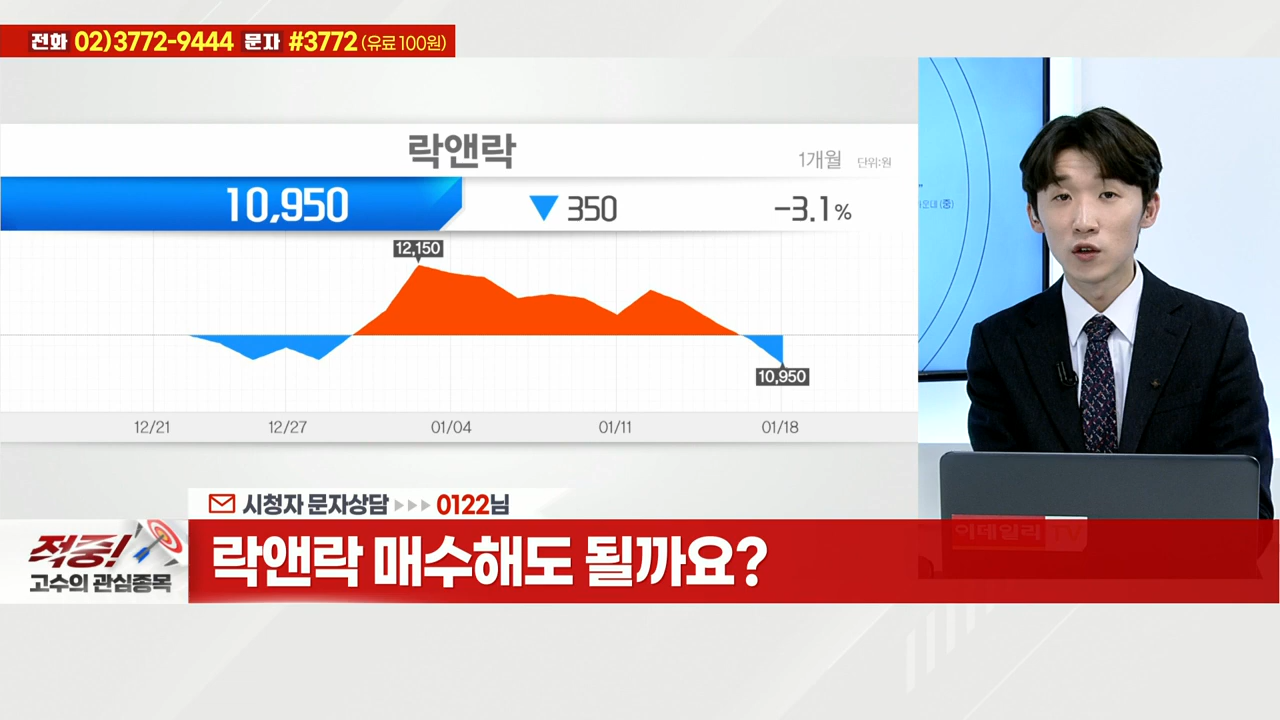 전화 02)3772-9444 문자 #3772 (유료 100원)
락앤락
1개월 단위:원
10,950 ▼ 350 -3.1%
12,150
10,950
12/21 12/27 01/04 01/11 01/18
운데 (중)
시청자 문자상담 ▶▶▶ 0122님
적중!
고수의 관심종목
락앤락 매수해도 될까요?
이데일리 TV